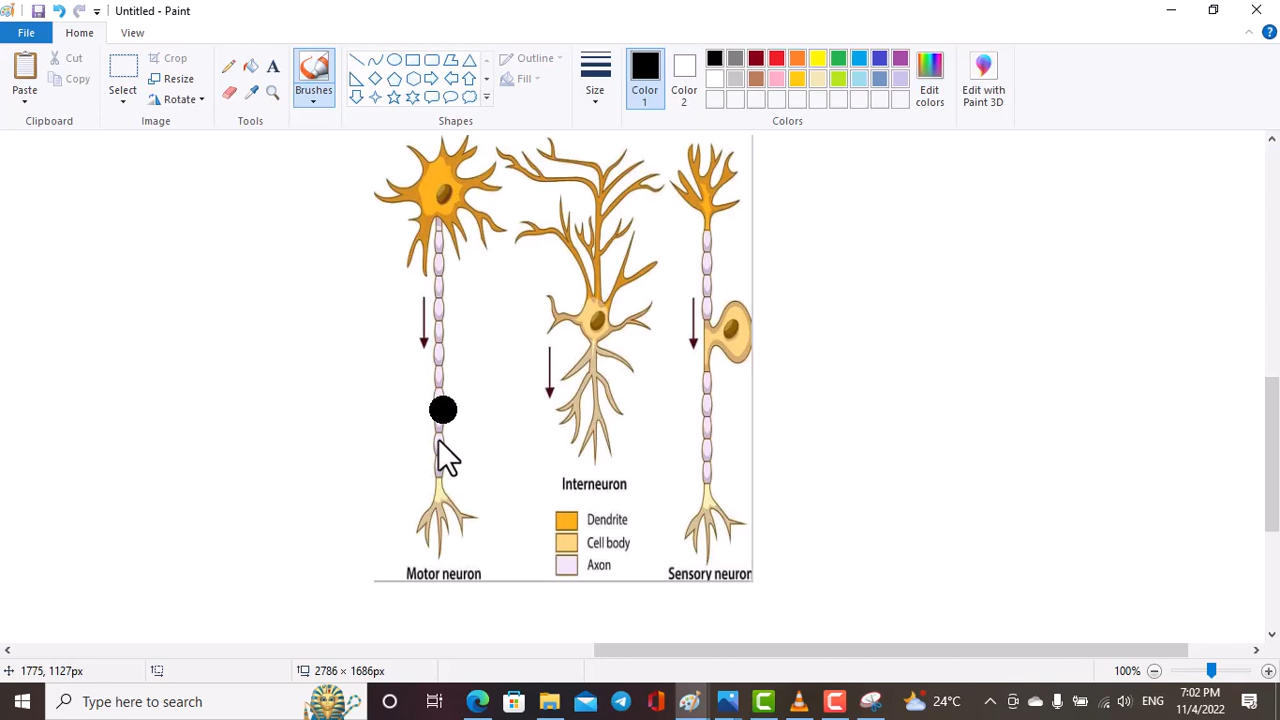 Untitled - Paint
File
Home
View
Paste
Cut
Copy
Clipboard
Select
Crop
Resize
Rotate
Image
A
Tools
Brushes
Outline
Fill
Shapes
Size
Color 1
Color 2
Edit colors
Colors
Edit with Paint 3D
Interneuron
Dendrite
Cell body
Axon
Motor neuron
Sensory neuron
1775, 1127px
2786 × 1686px
100%
Type here to search
24°C
ENG
7:02 PM
11/4/2022